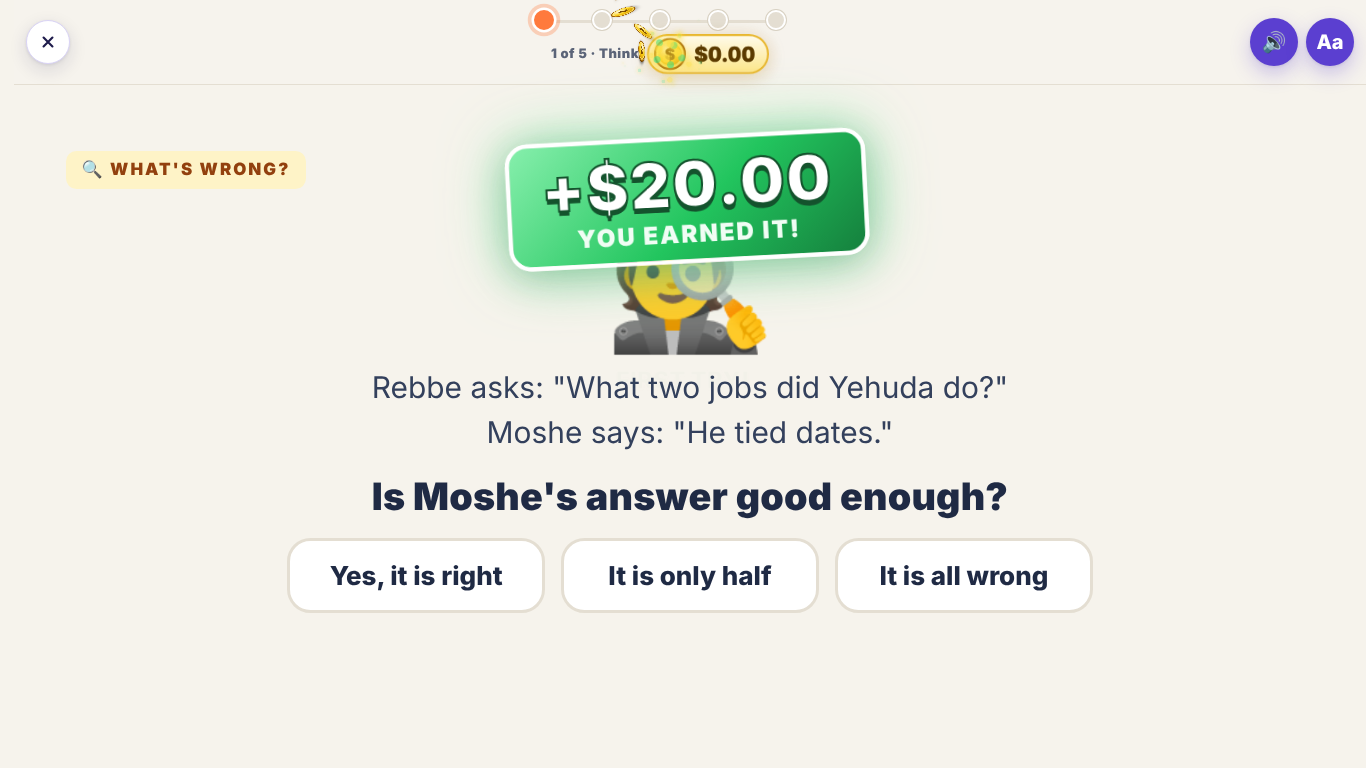 ×
1 of 5 · Think
$ $0.00
🔊 Aa
🔍 WHAT'S WRONG?
+$20.00
YOU EARNED IT!
Rebbe asks: "What two jobs did Yehuda do?"
Moshe says: "He tied dates."
Is Moshe's answer good enough?
Yes, it is right
It is only half
It is all wrong